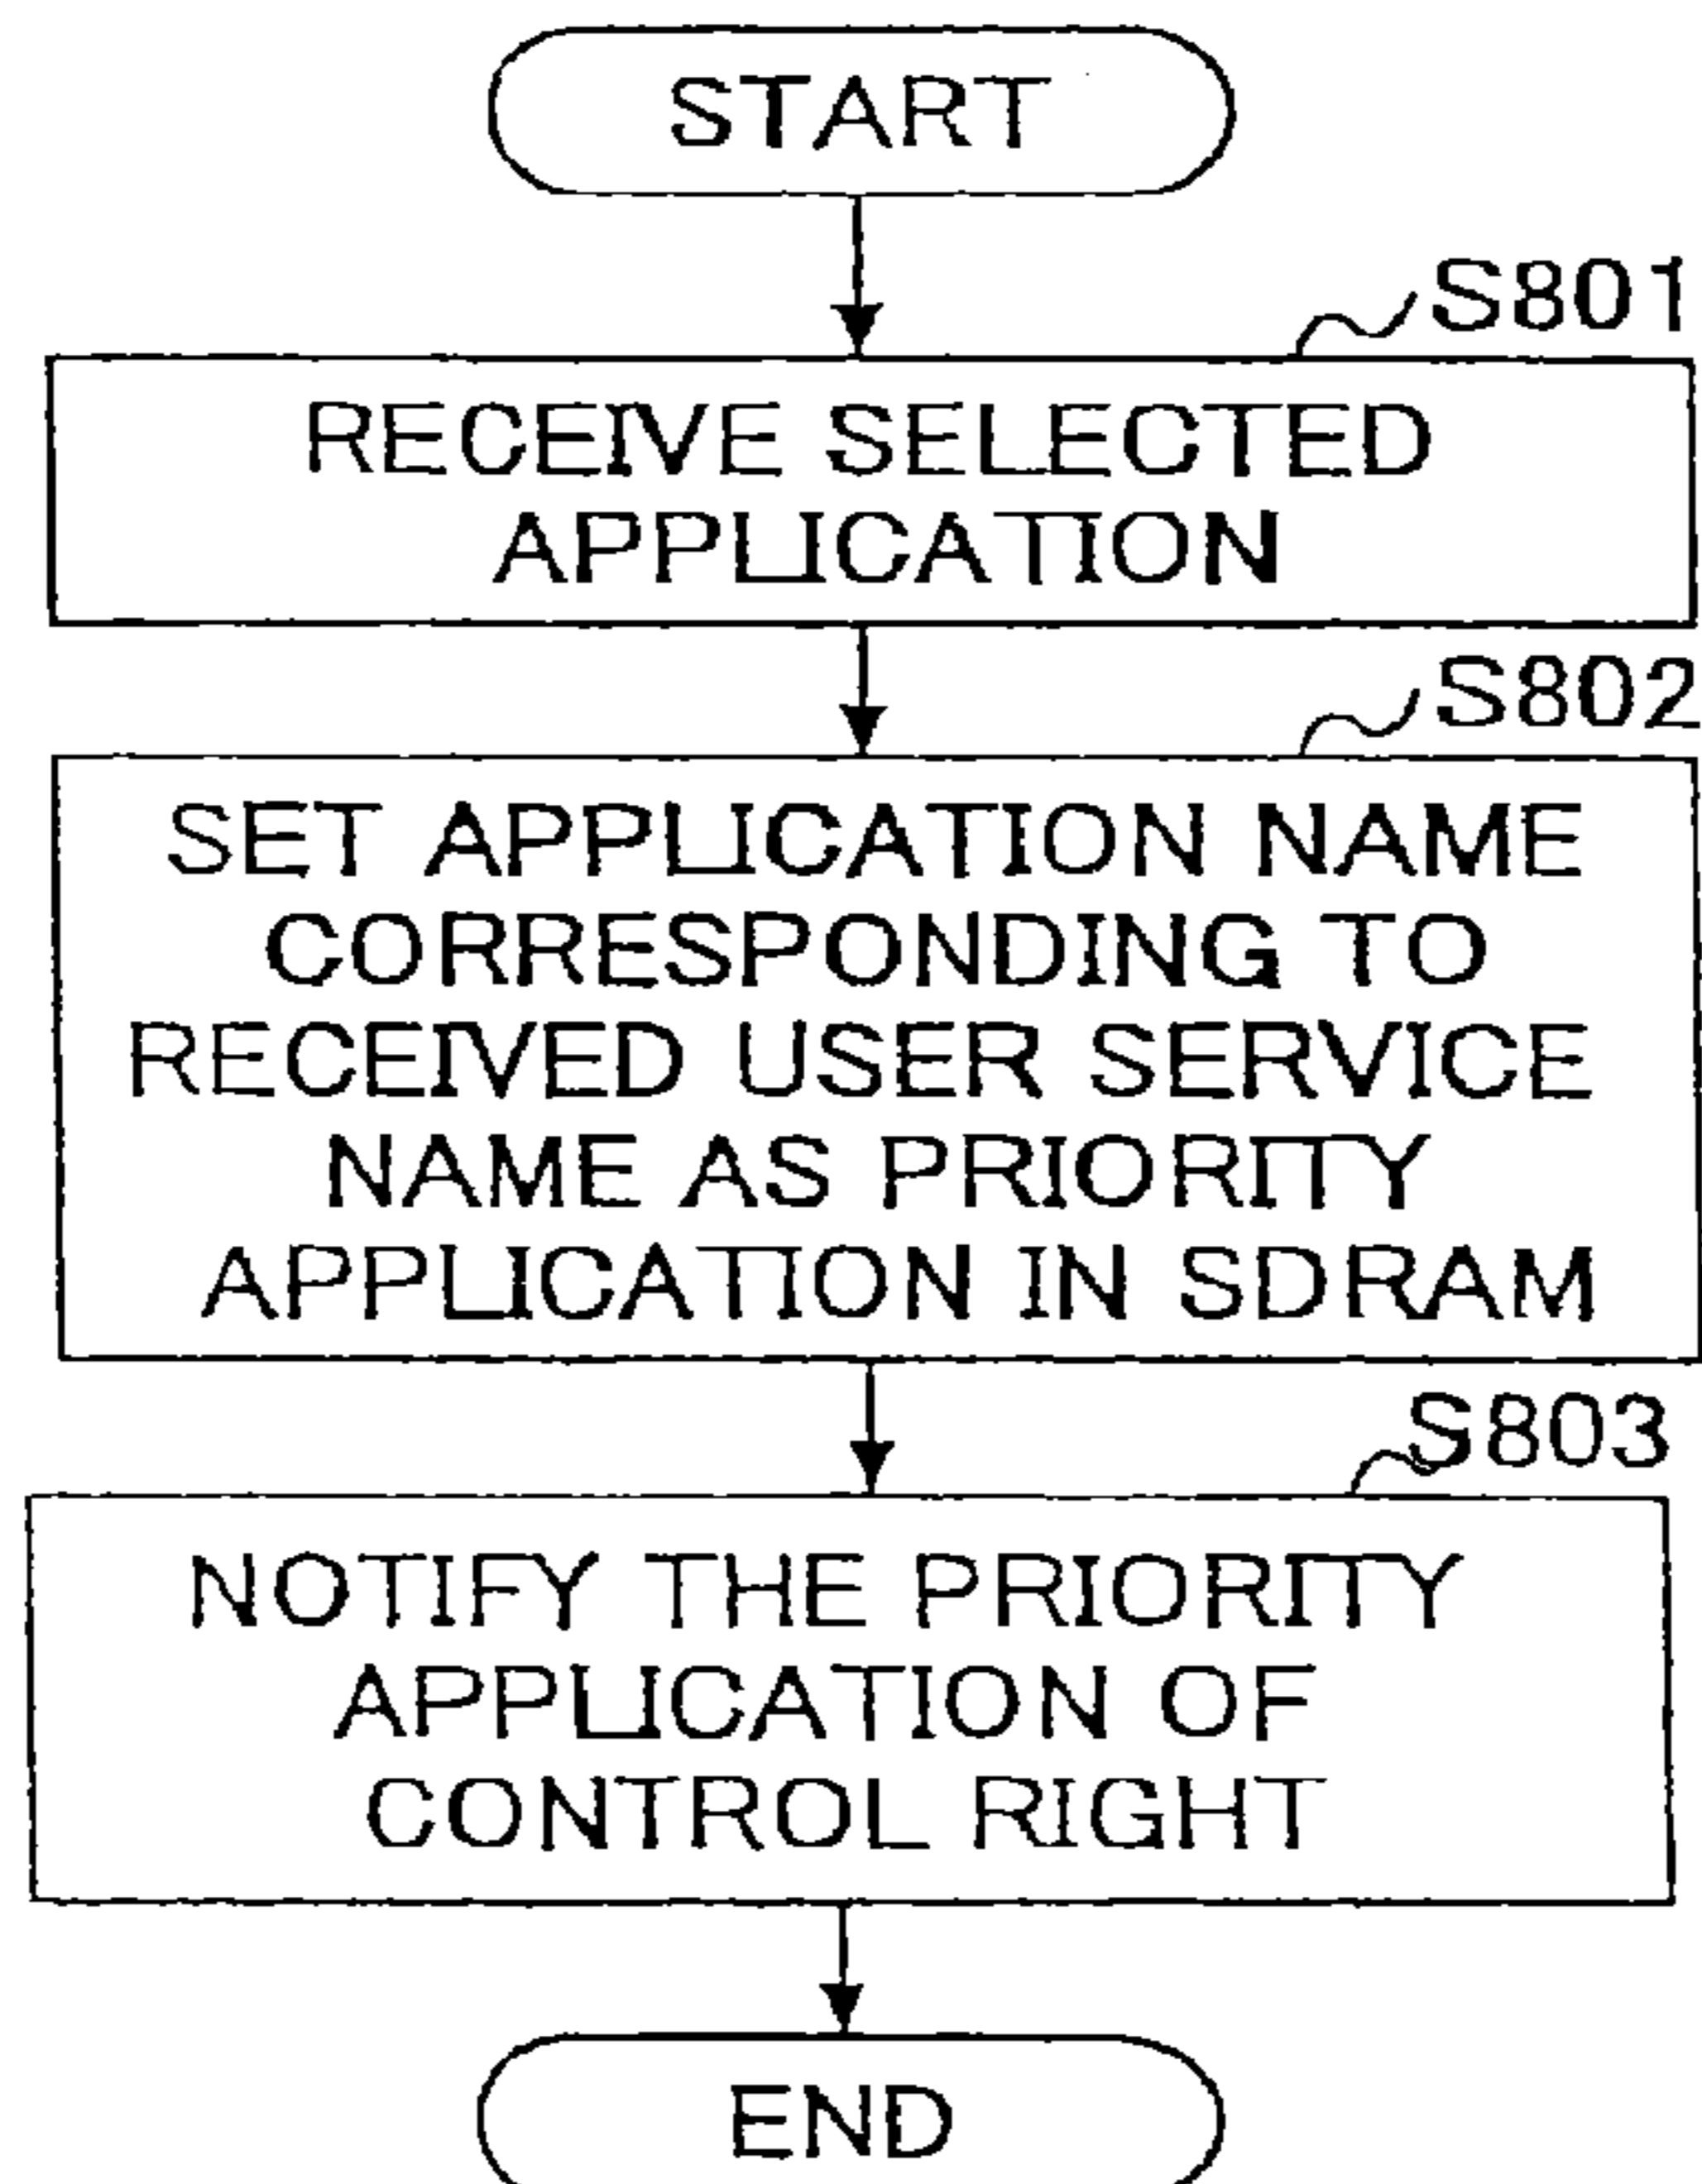 START
S801
RECEIVE SELECTED
APPLICATION
S802
SET APPLICATION NAME
CORRESPONDING TO
RECEIVED USER SERVICE
NAME AS PRIORITY
APPLICATION IN SDRAM
S803
NOTIFY THE PRIORITY
APPLICATION OF
CONTROL RIGHT
END